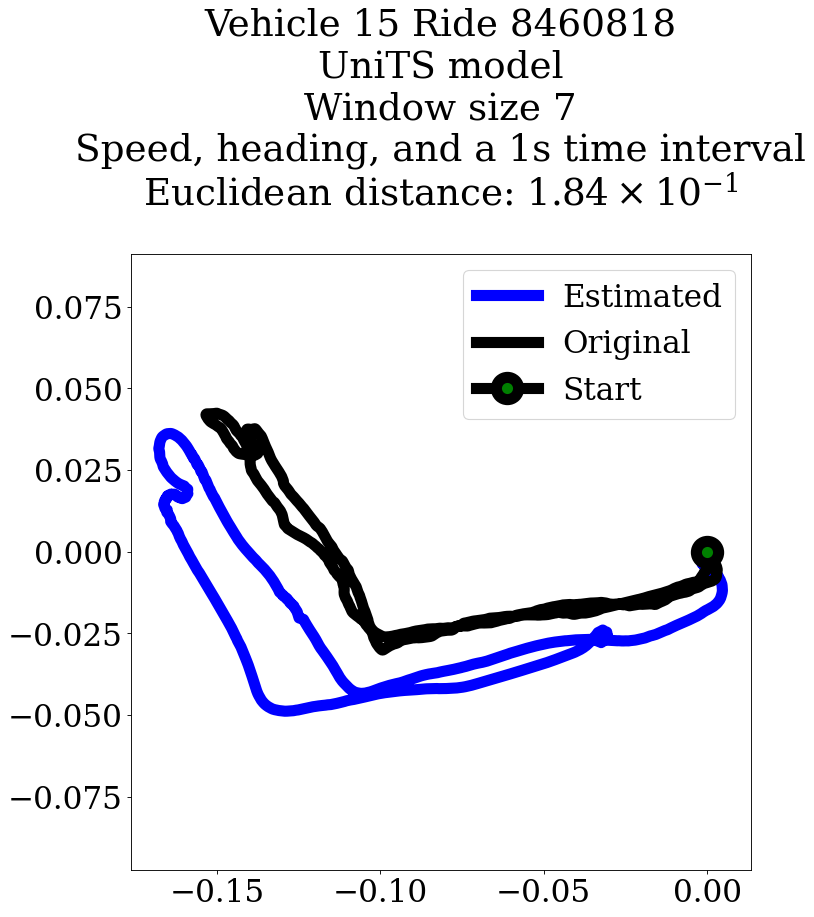 Vehicle 15 Ride 8460818
UniTS model
Window size 7
Speed, heading, and a 1s time interval
Euclidean distance: 1.84 × 10⁻¹
Estimated
Original
Start
0.075
0.050
0.025
0.000
−0.025
−0.050
−0.075
−0.15
−0.10
−0.05
0.00